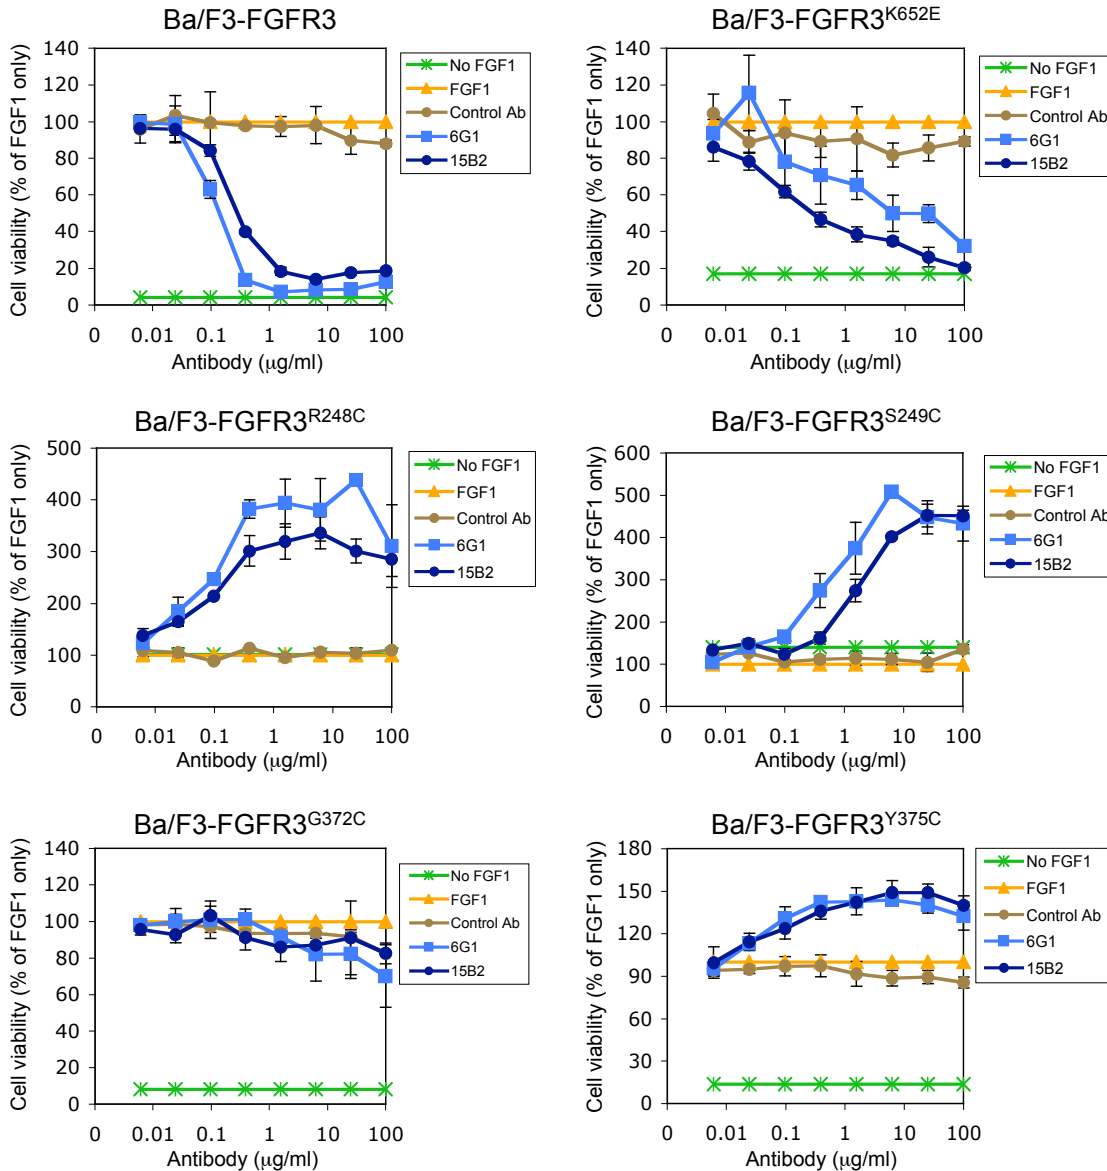 Ba/F3-FGFR3
Cell viability (% of FGF1 only)
140
120
100
80
60
40
20
0
0 0.01 0.1 1 10 100
Antibody (μg/ml)
No FGF1
FGF1
Control Ab
6G1
15B2
Ba/F3-FGFR3K652E
Cell viability (% of FGF1 only)
140
120
100
80
60
40
20
0
0 0.01 0.1 1 10 100
Antibody (μg/ml)
No FGF1
FGF1
Control Ab
6G1
15B2
Ba/F3-FGFR3R248C
Cell viability (% of FGF1 only)
500
400
300
200
100
0
0 0.01 0.1 1 10 100
Antibody (μg/ml)
No FGF1
FGF1
Control Ab
6G1
15B2
Ba/F3-FGFR3S249C
Cell viability (% of FGF1 only)
600
500
400
300
200
100
0
0 0.01 0.1 1 10 100
Antibody (μg/ml)
No FGF1
FGF1
Control Ab
6G1
15B2
Ba/F3-FGFR3G372C
Cell viability (% of FGF1 only)
140
120
100
80
60
40
20
0
0 0.01 0.1 1 10 100
Antibody (μg/ml)
No FGF1
FGF1
Control Ab
6G1
15B2
Ba/F3-FGFR3Y375C
Cell viability (% of FGF1 only)
180
150
120
90
60
30
0
0 0.01 0.1 1 10 100
Antibody (μg/ml)
No FGF1
FGF1
Control Ab
6G1
15B2